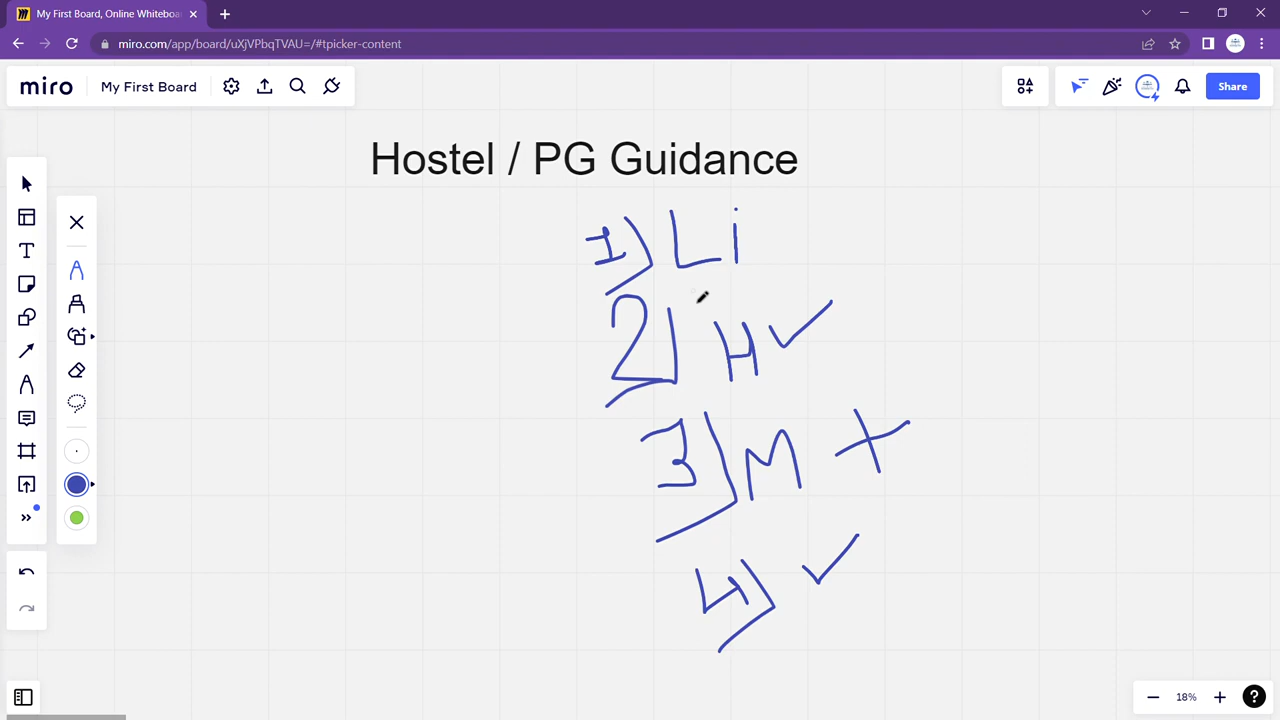 My First Board, Online Whiteboa
miro.com/app/board/uXjVPbqTVAU=/#tpicker-content
miro My First Board Share
Hostel / PG Guidance
1) Li
2) H ✓
3) M +
4) ✓
18%